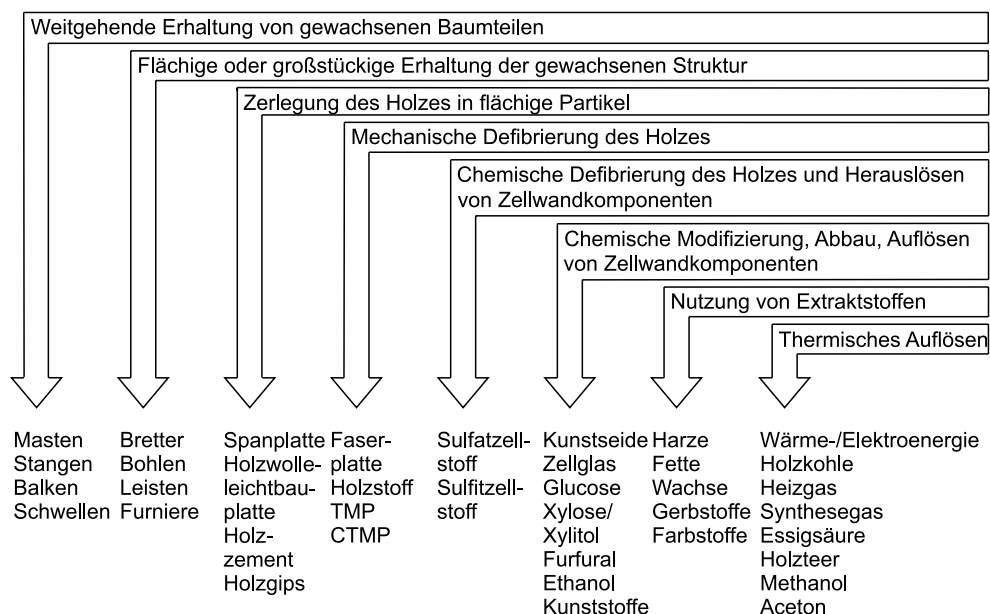 Weitgehende Erhaltung von gewachsenen Baumteilen
Flächige oder großstückige Erhaltung der gewachsenen Struktur
Zerlegung des Holzes in flächige Partikel
Mechanische Defibrierung des Holzes
Chemische Defibrierung des Holzes und Herauslösen
von Zellwandkomponenten
Chemische Modifizierung, Abbau, Auflösen
von Zellwandkomponenten
Nutzung von Extraktstoffen
Thermisches Auflösen
Masten
Stangen
Balken
Schwellen
Bretter
Bohlen
Leisten
Furniere
Spanplatte
Holzwolle-
leichtbau-
platte
Holz-
zement
Holzgips
Faser-
platte
Holzstoff
TMP
CTMP
Sulfatzell-
stoff
Sulfitzell-
stoff
Kunstseide
Zellglas
Glucose
Xylose/
Xylitol
Furfural
Ethanol
Kunststoffe
Harze
Fette
Wachse
Gerbstoffe
Farbstoffe
Wärme-/Elektroenergie
Holzkohle
Heizgas
Synthesegas
Essigsäure
Holzteer
Methanol
Aceton